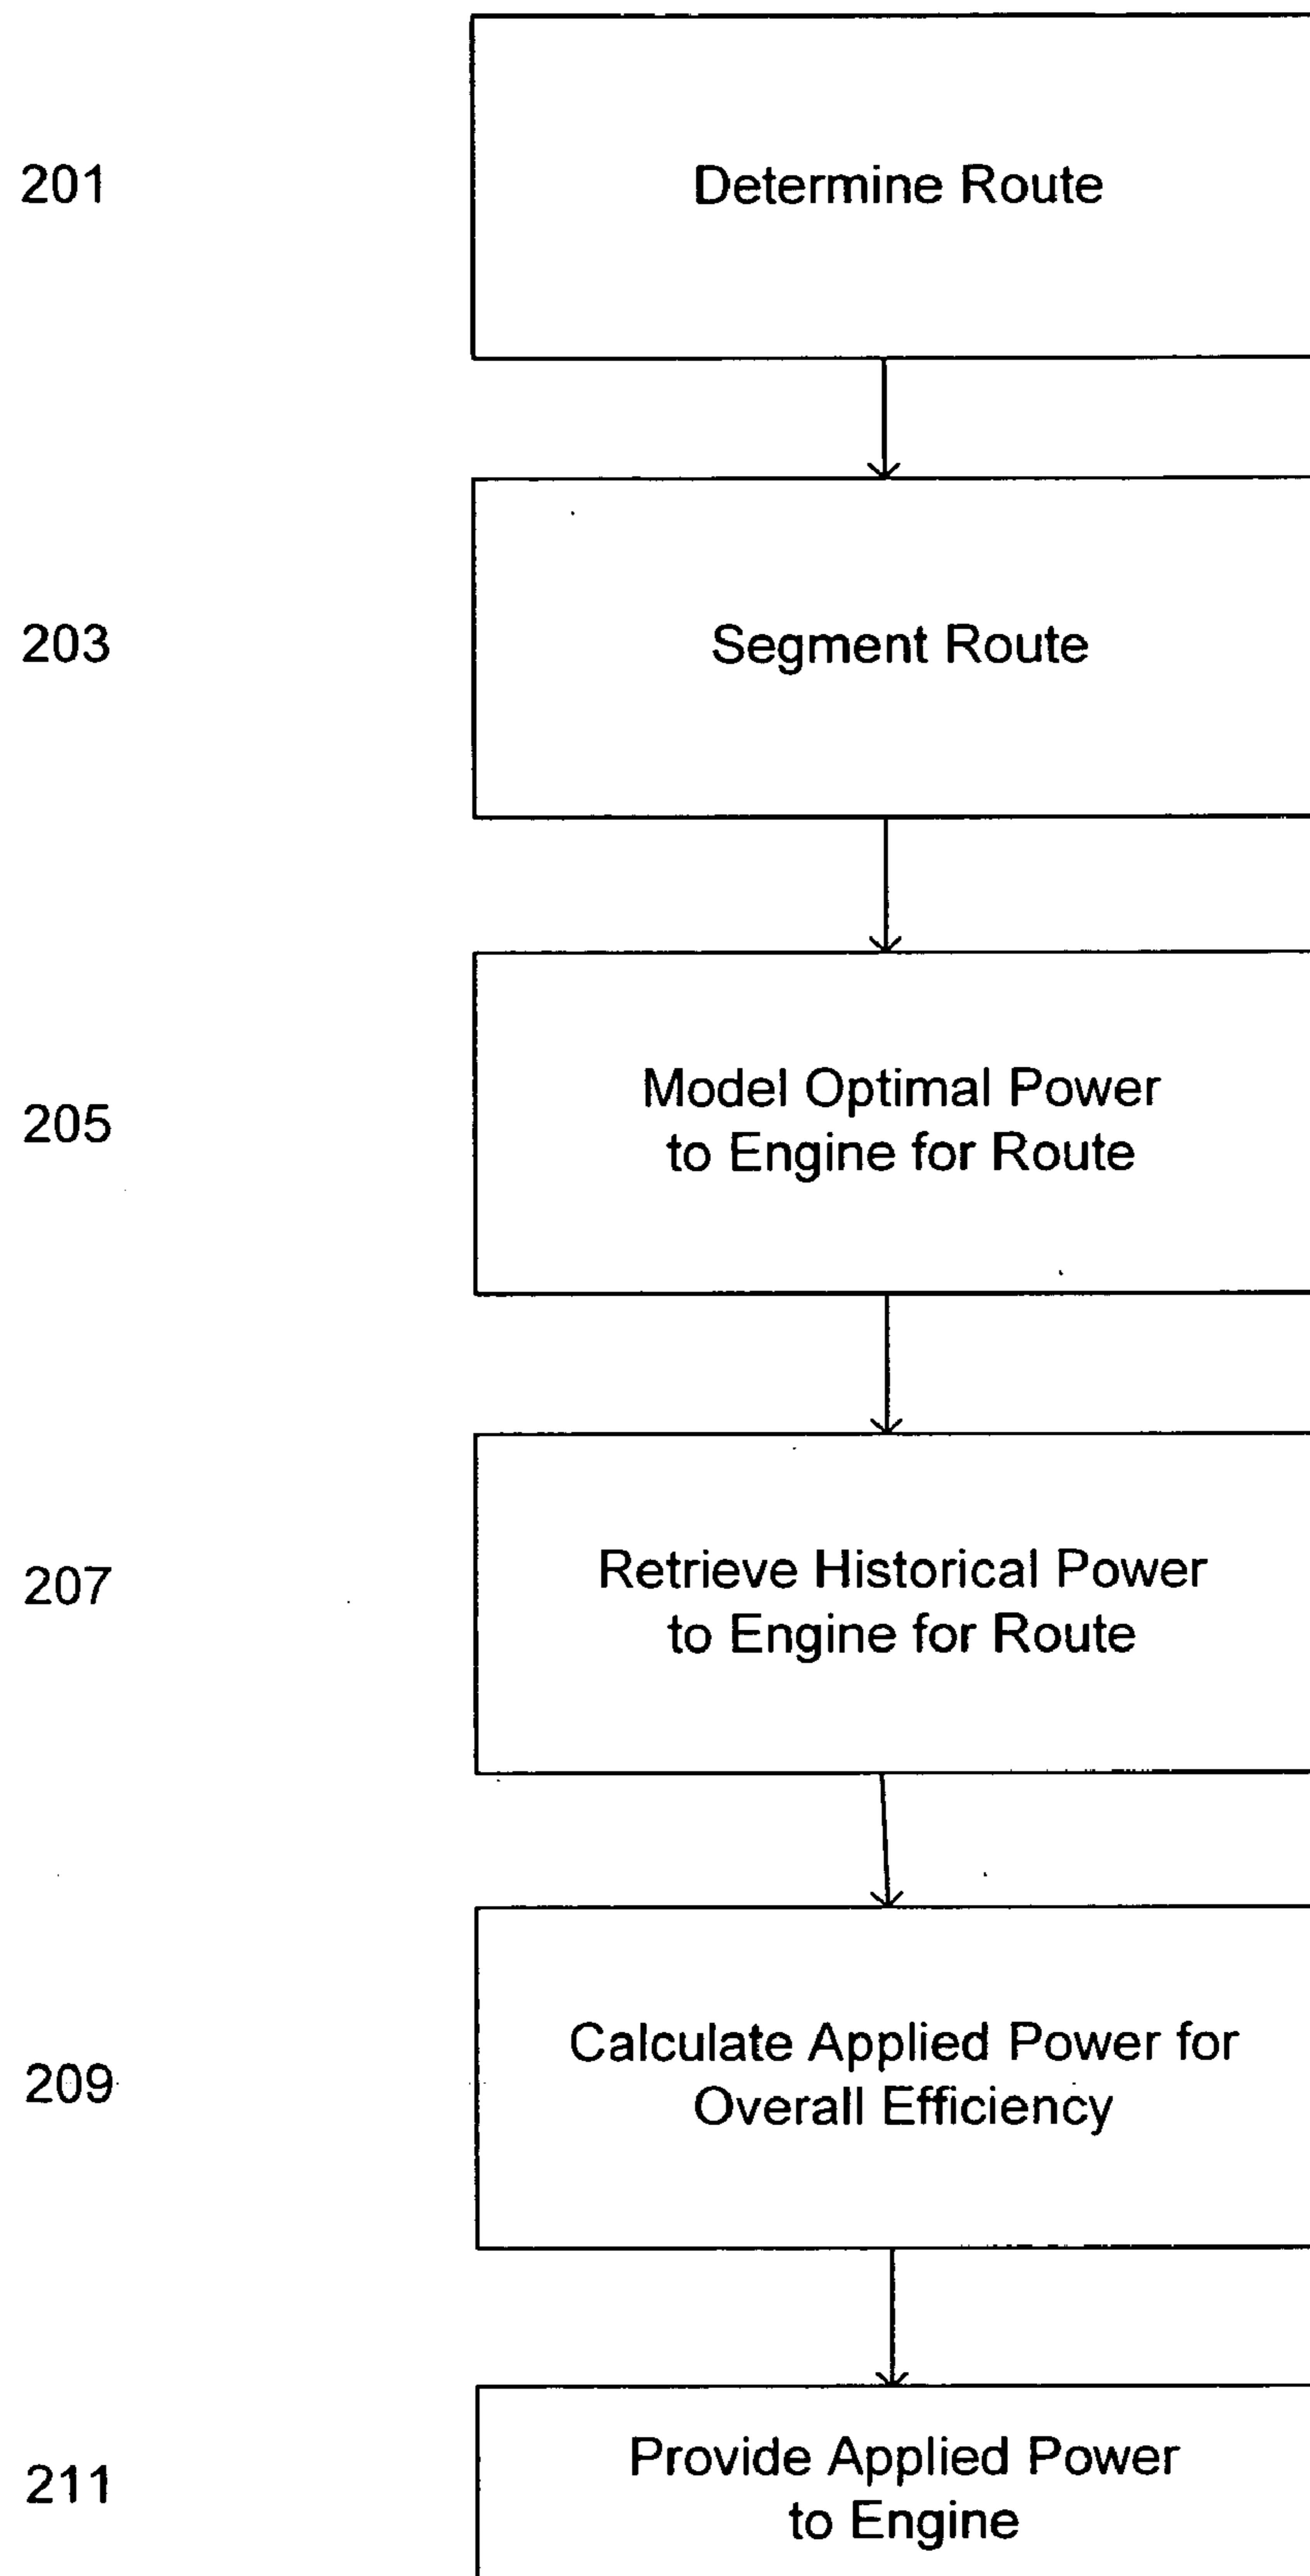 201
Determine Route
203
Segment Route
205
Model Optimal Power
to Engine for Route
207
Retrieve Historical Power
to Engine for Route
209
Calculate Applied Power for
Overall Efficiency
211
Provide Applied Power
to Engine